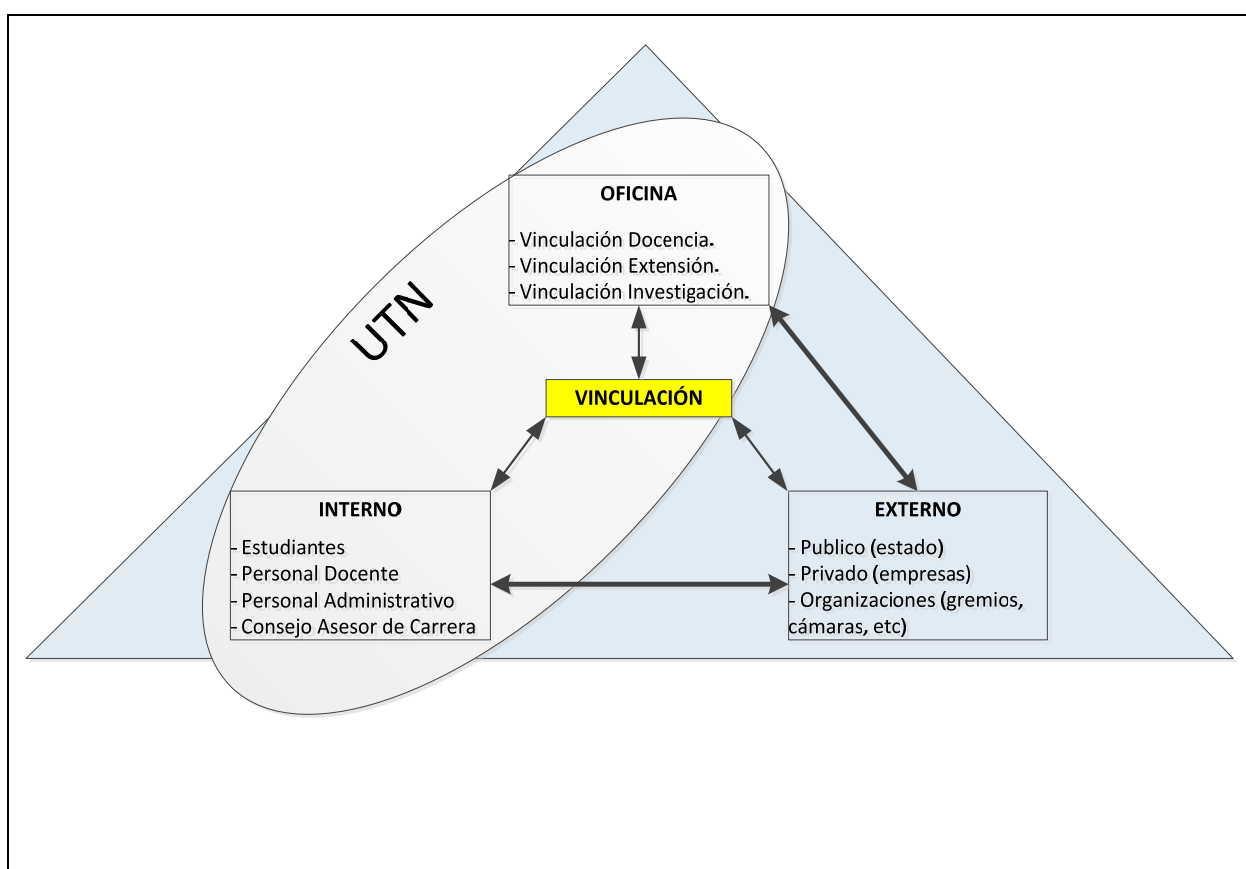 OFICINA
- Vinculación Docencia.
- Vinculación Extensión.
- Vinculación Investigación.
UTN
VINCULACIÓN
INTERNO
- Estudiantes
- Personal Docente
- Personal Administrativo
- Consejo Asesor de Carrera
EXTERNO
- Publico (estado)
- Privado (empresas)
- Organizaciones (gremios,
cámaras, etc)